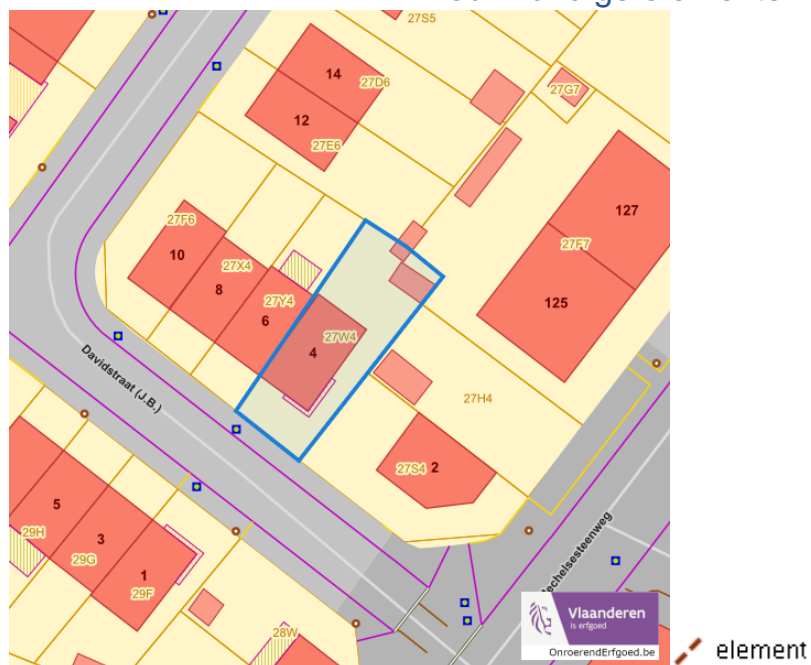 27S5
14
27D6
12
27E6
27G7
127
27F7
125
27F6
10
27X4
8
27Y4
6
27W4
4
27H4
27S4
2
Davidstraat (J.B.)
5
3
1
29H
29G
29F
28W
Vlaanderen
is erfgoed
OnroerendErfgoed.be
element